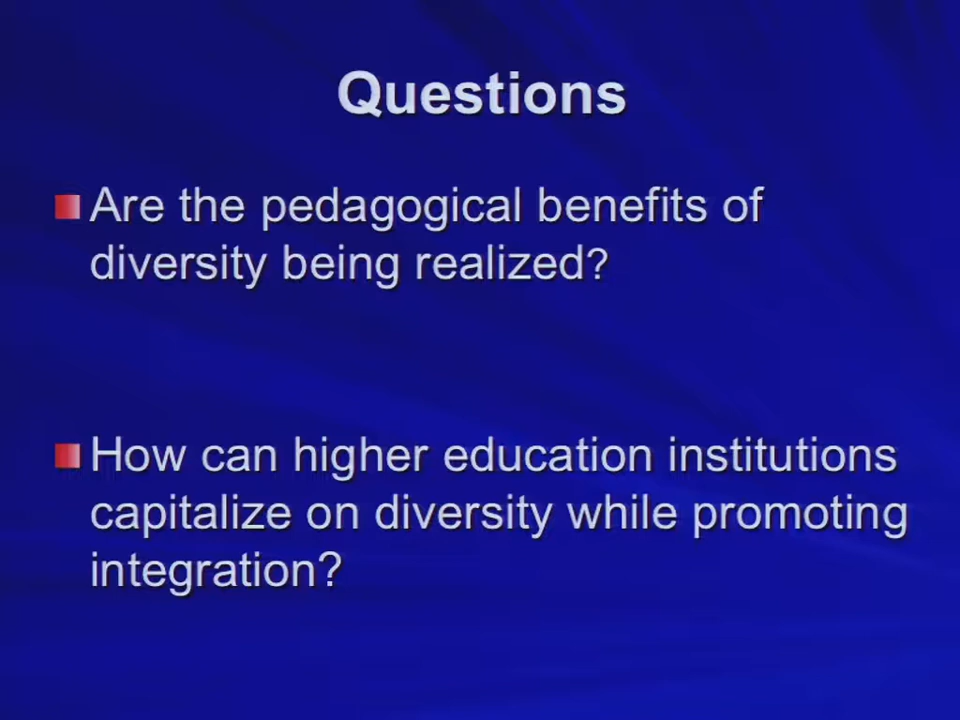 Questions
Are the pedagogical benefits of
diversity being realized?
How can higher education institutions
capitalize on diversity while promoting
integration?